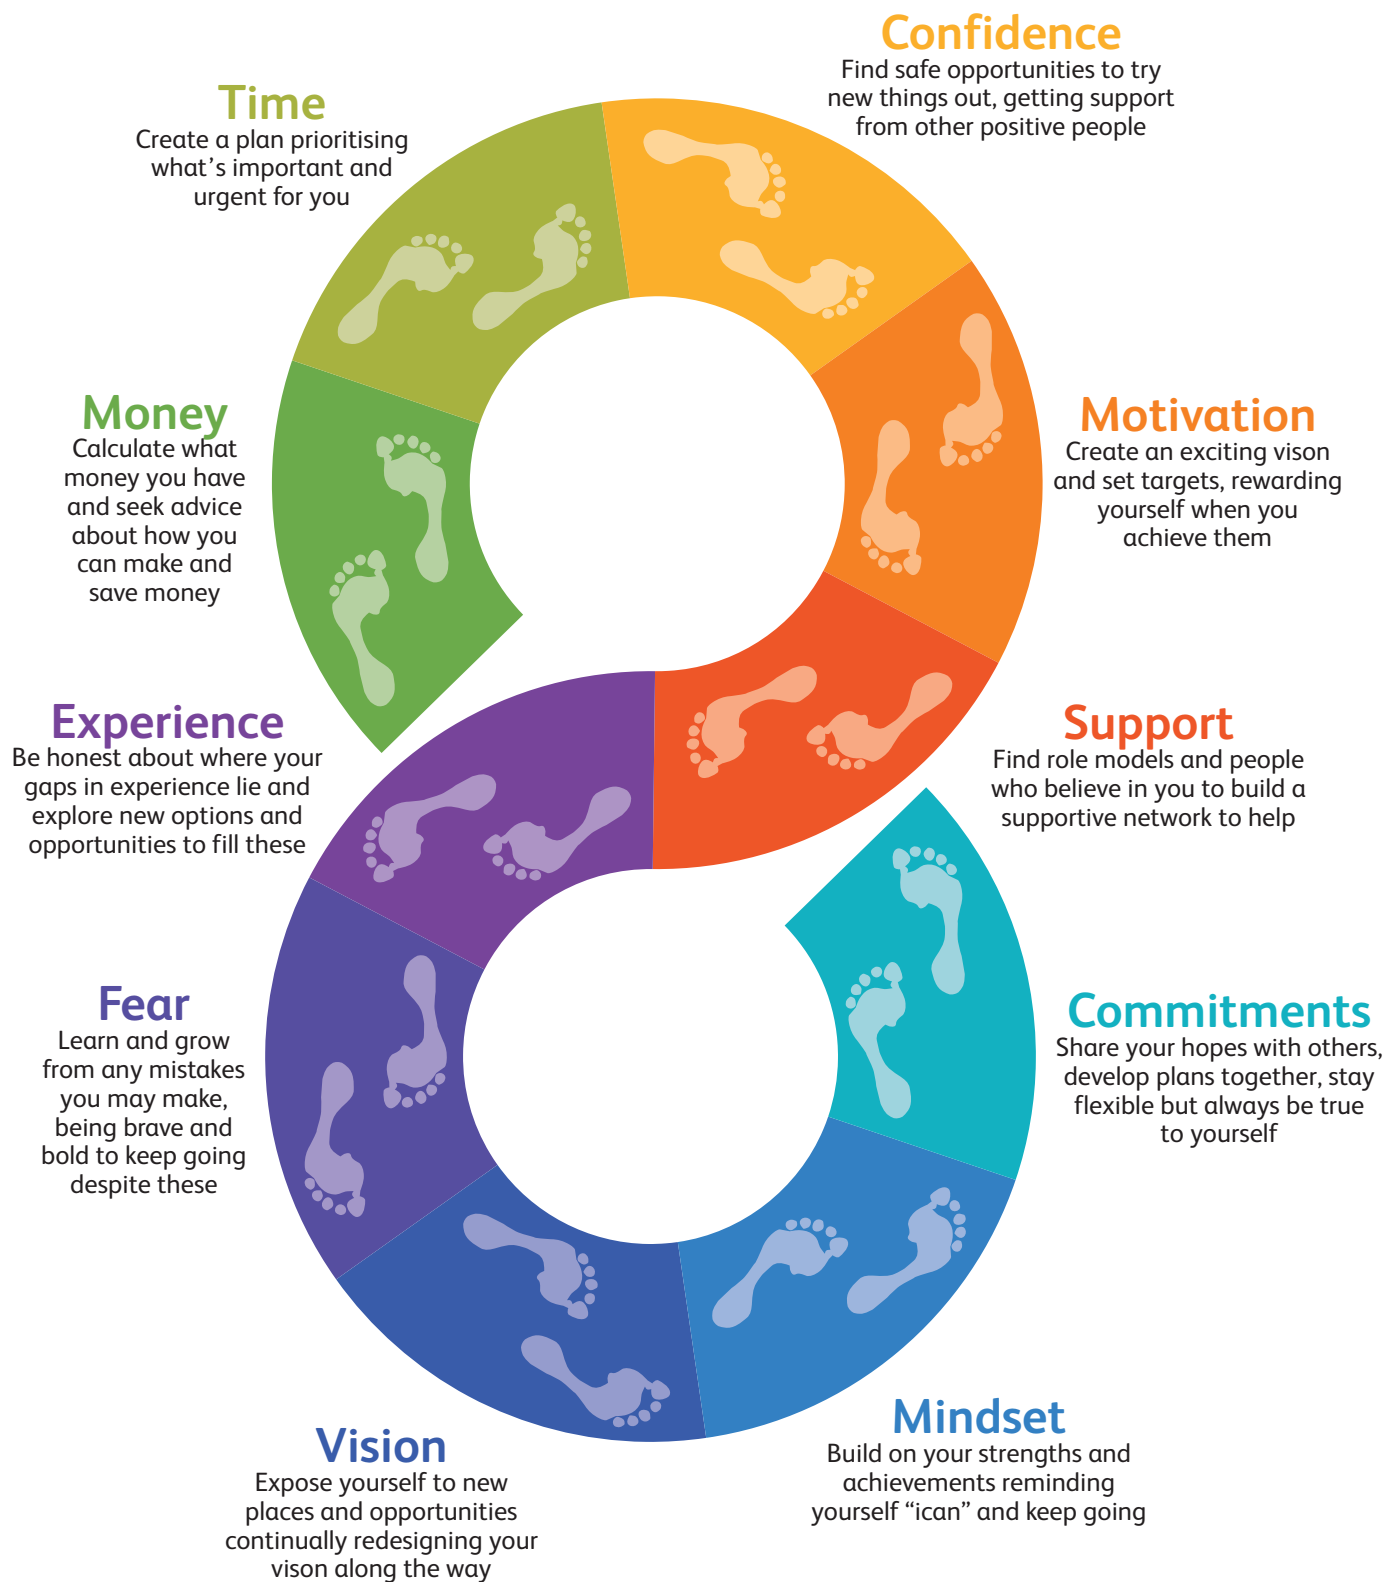 Confidence
Find safe opportunities to try
new things out, getting support
from other positive people
Time
Create a plan prioritising
what’s important and
urgent for you
Money
Calculate what
money you have
and seek advice
about how you
can make and
save money
Motivation
Create an exciting vison
and set targets, rewarding
yourself when you
achieve them
Experience
Be honest about where your
gaps in experience lie and
explore new options and
opportunities to fill these
Support
Find role models and people
who believe in you to build a
supportive network to help
Fear
Learn and grow
from any mistakes
you may make,
being brave and
bold to keep going
despite these
Commitments
Share your hopes with others,
develop plans together, stay
flexible but always be true
to yourself
Vision
Expose yourself to new
places and opportunities
continually redesigning your
vison along the way
Mindset
Build on your strengths and
achievements reminding
yourself “ican” and keep going